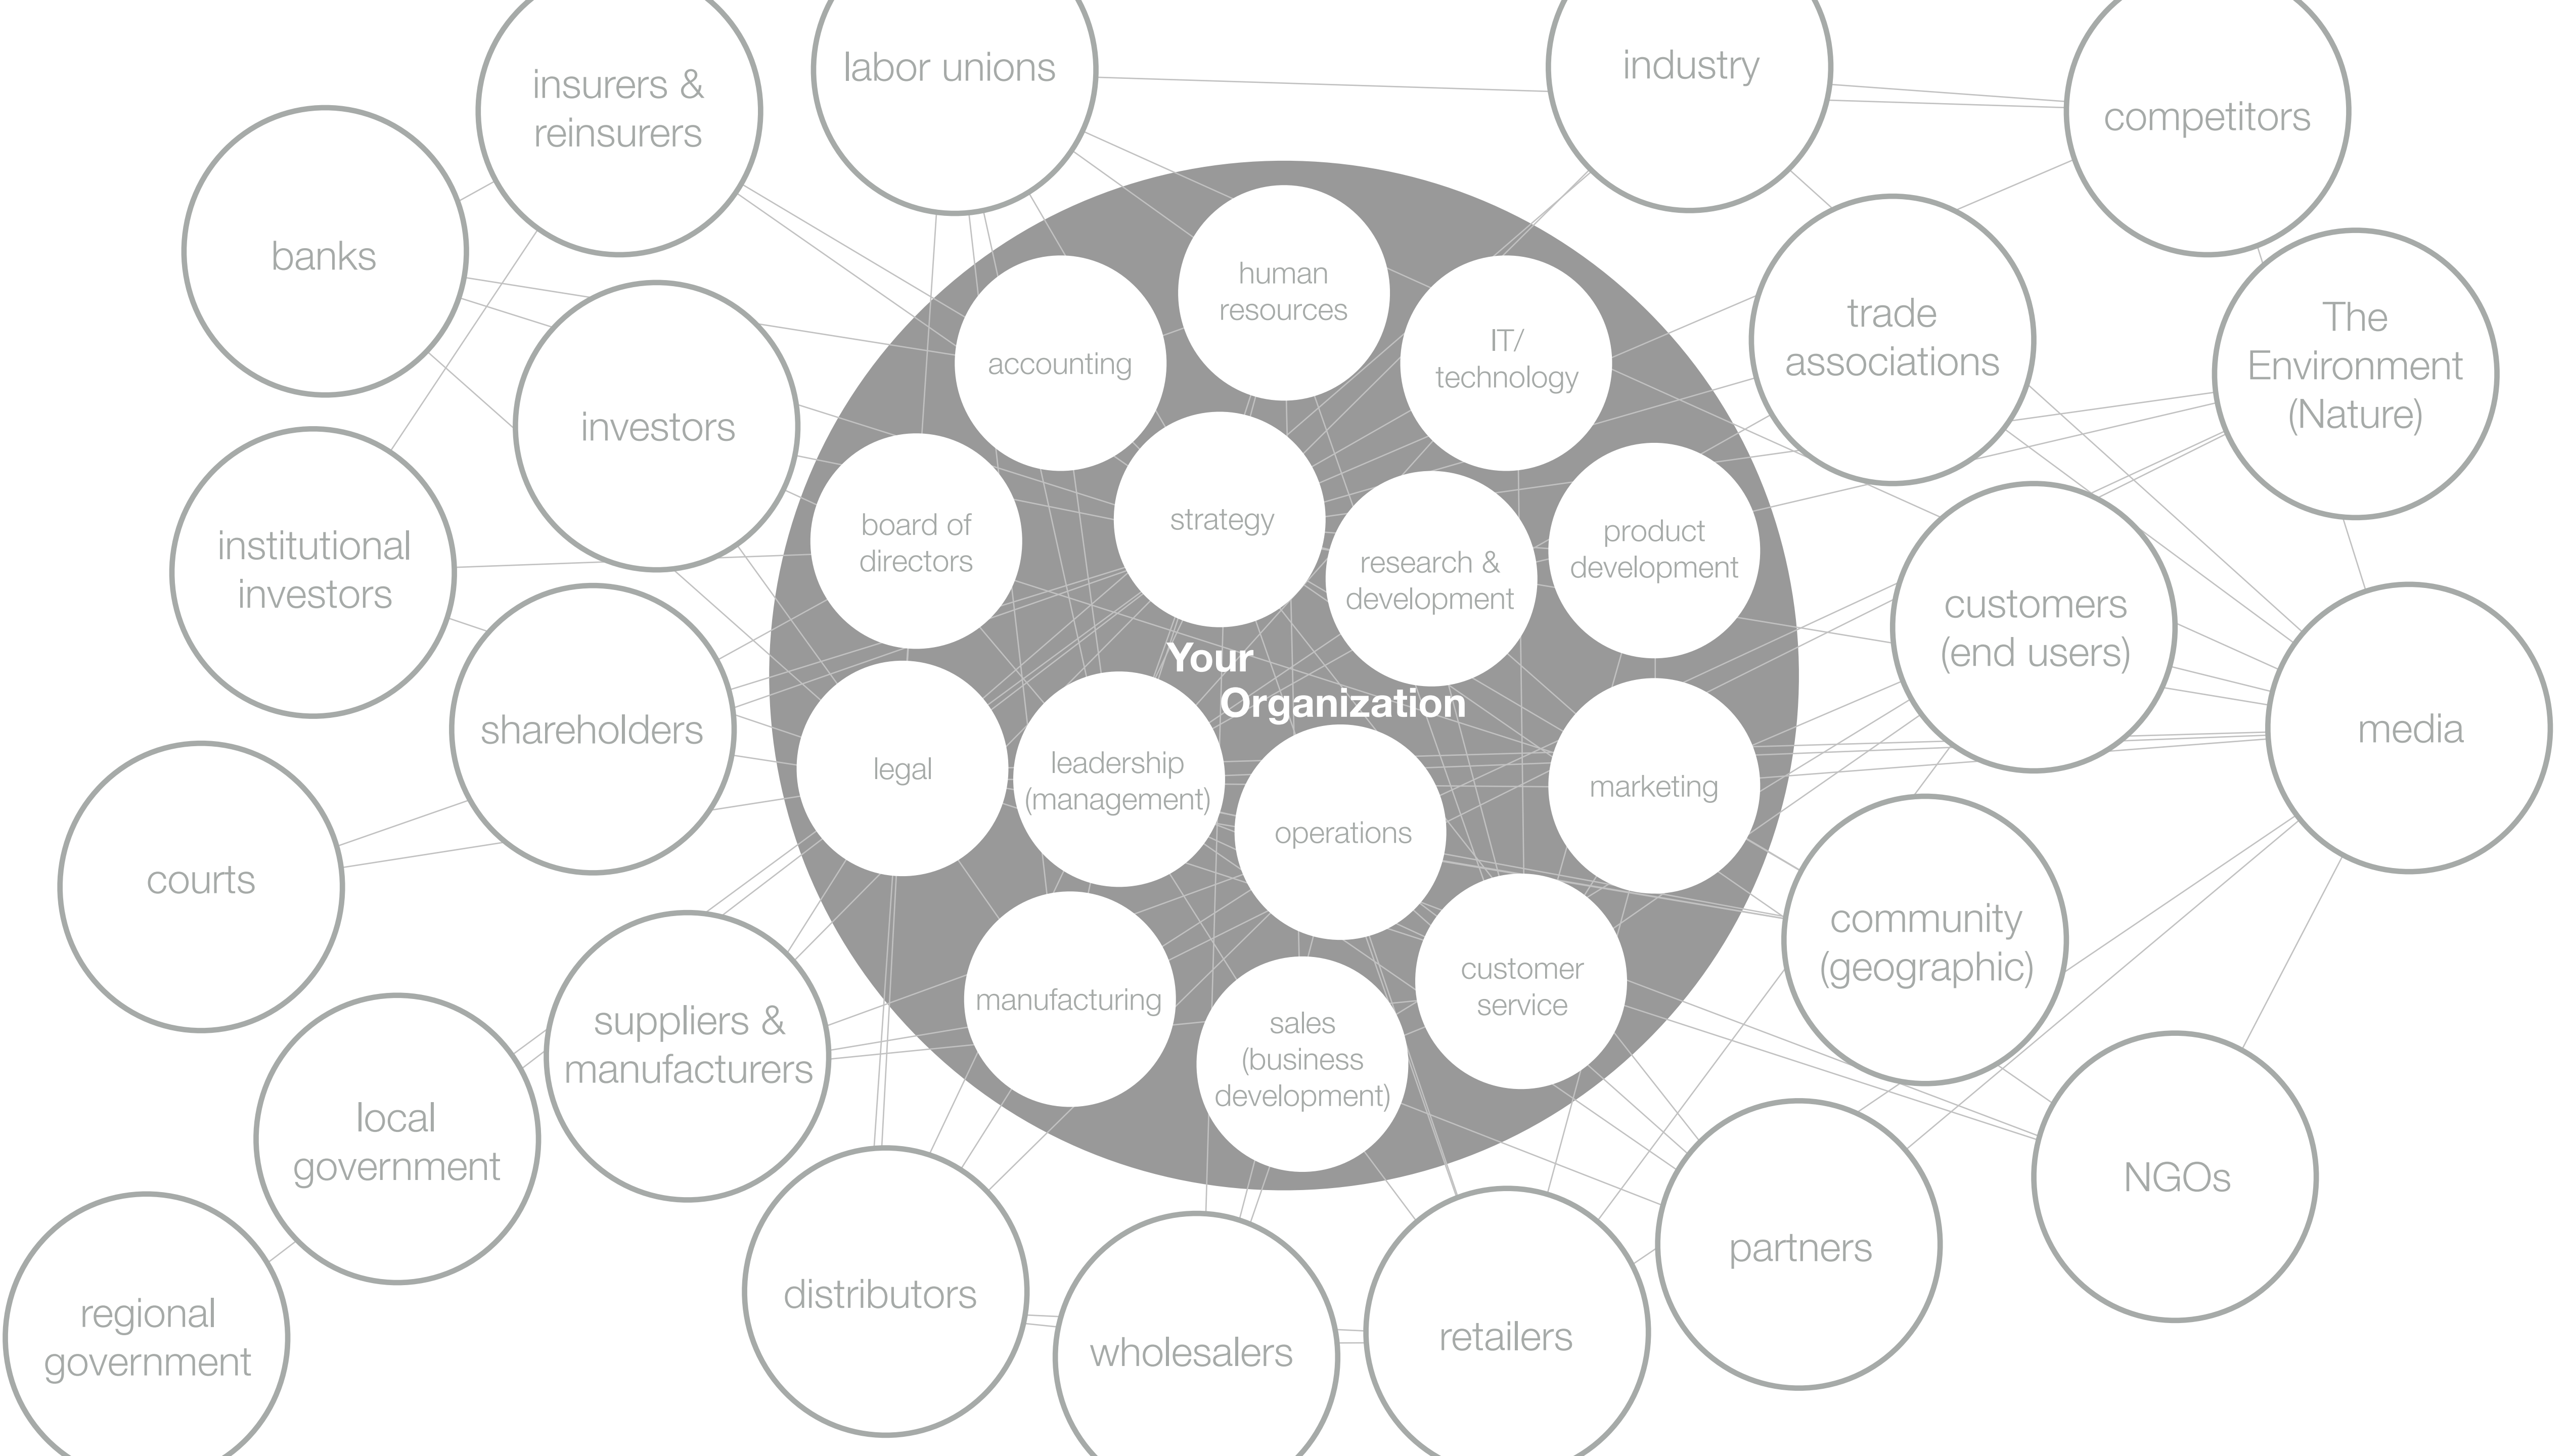 labor unions
industry
insurers &
reinsurers
competitors
banks
human
resources
trade
associations
The
Environment
(Nature)
accounting
IT/
technology
investors
strategy
board of
directors
product
development
research &
development
institutional
investors
customers
(end users)
Your
Organization
shareholders
media
legal
leadership
(management)
marketing
operations
courts
community
(geographic)
manufacturing
customer
service
suppliers &
manufacturers
sales
(business
development)
local
government
NGOs
partners
distributors
regional
government
wholesalers
retailers